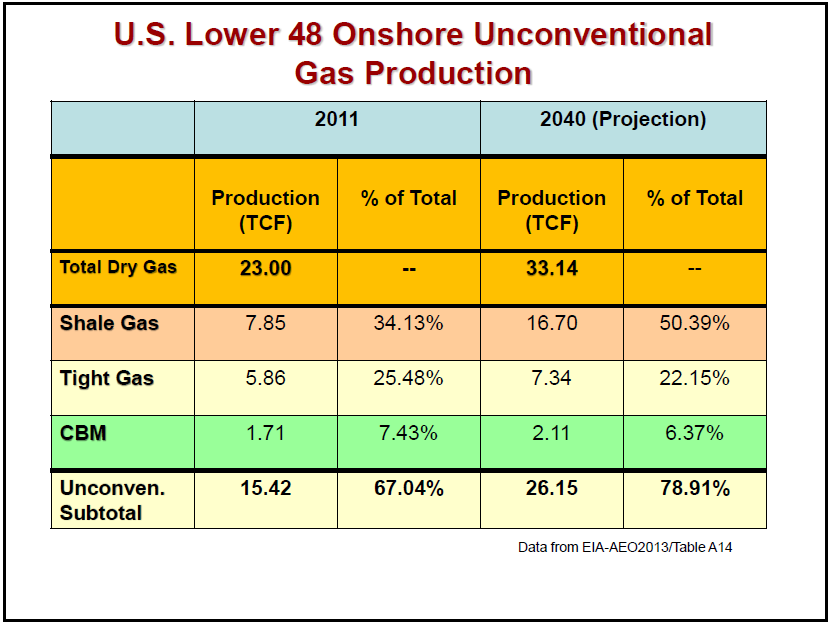 U.S. Lower 48 Onshore Unconventional
Gas Production
2011 2040 (Projection)
Production (TCF) % of Total Production (TCF) % of Total
Total Dry Gas 23.00 -- 33.14 --
Shale Gas 7.85 34.13% 16.70 50.39%
Tight Gas 5.86 25.48% 7.34 22.15%
CBM 1.71 7.43% 2.11 6.37%
Unconven. Subtotal 15.42 67.04% 26.15 78.91%
Data from EIA-AEO2013/Table A14